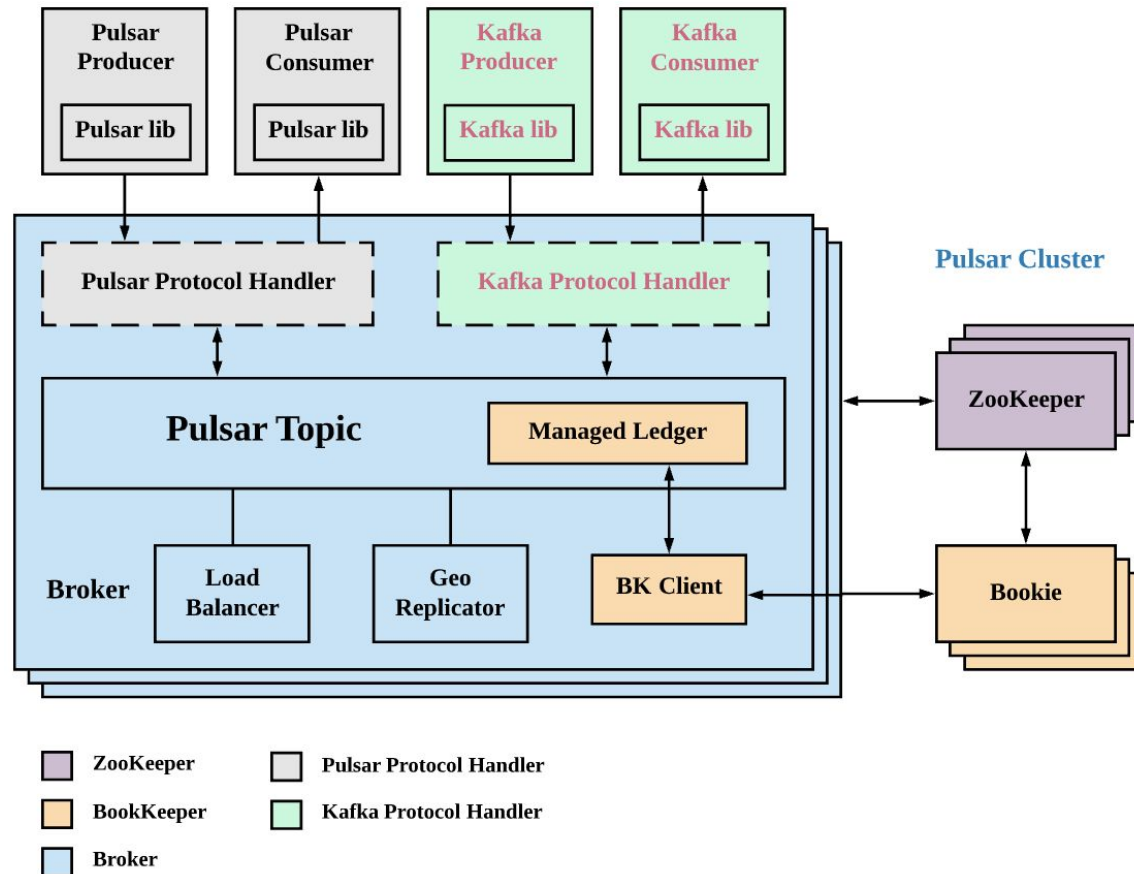 Pulsar
Producer
Pulsar lib
Pulsar
Consumer
Pulsar lib
Kafka
Producer
Kafka lib
Kafka
Consumer
Kafka lib
Pulsar Protocol Handler
Kafka Protocol Handler
Pulsar Cluster
Pulsar Topic
Managed Ledger
ZooKeeper
Broker
Load
Balancer
Geo
Replicator
BK Client
Bookie
ZooKeeper
Pulsar Protocol Handler
BookKeeper
Kafka Protocol Handler
Broker